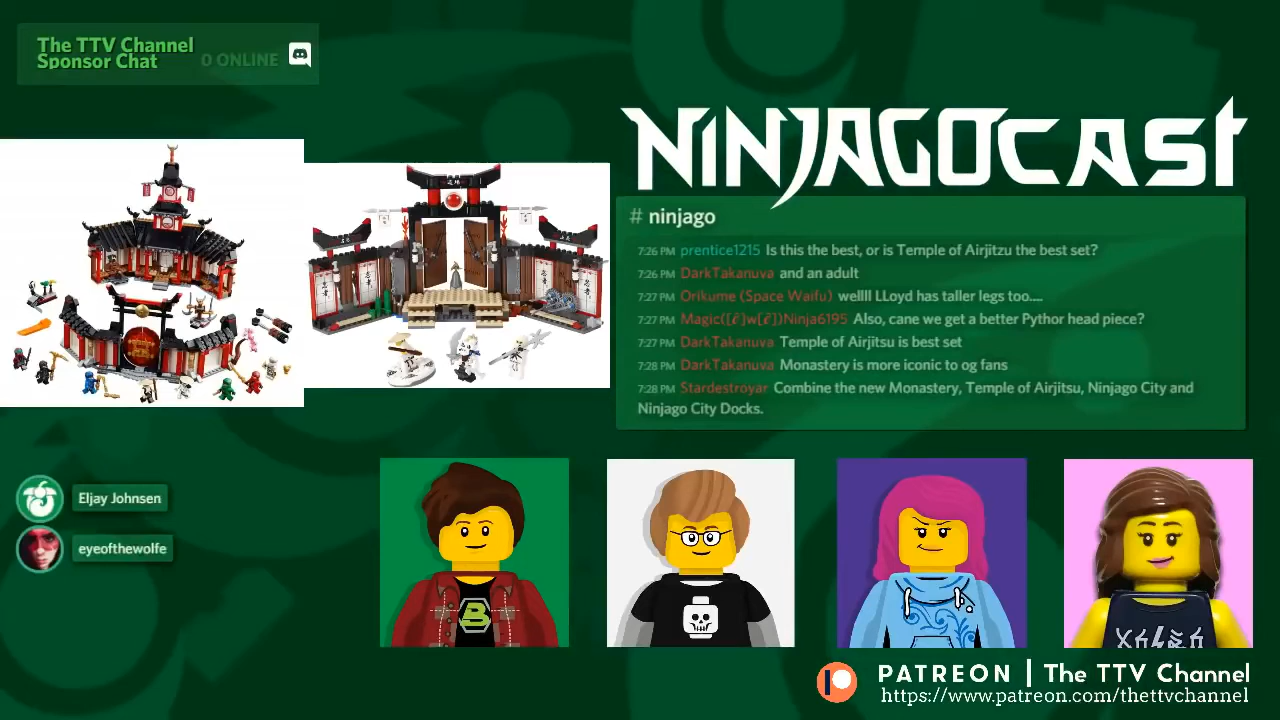 The TTV Channel
Sponsor Chat
0 ONLINE
NINJAGOCAST
# ninjago
7:26 PM prentice1215 Is this the best, or is Temple of Airjitzu the best set?
7:26 PM DarkTakanuva and an adult
7:27 PM Orikume (Space Waifu) wellll LLoyd has taller legs too....
7:27 PM Magic([ĕ]w[ĕ])Ninja6195 Also, cane we get a better Pythor head piece?
7:27 PM DarkTakanuva Temple of Airjitsu is best set
7:28 PM DarkTakanuva Monastery is more iconic to og fans
7:28 PM Stardestroyar Combine the new Monastery, Temple of Airjitsu, Ninjago City and
Ninjago City Docks.
Eljay Johnsen
eyeofthewolfe
B
PATREON | The TTV Channel
https://www.patreon.com/thettvchannel